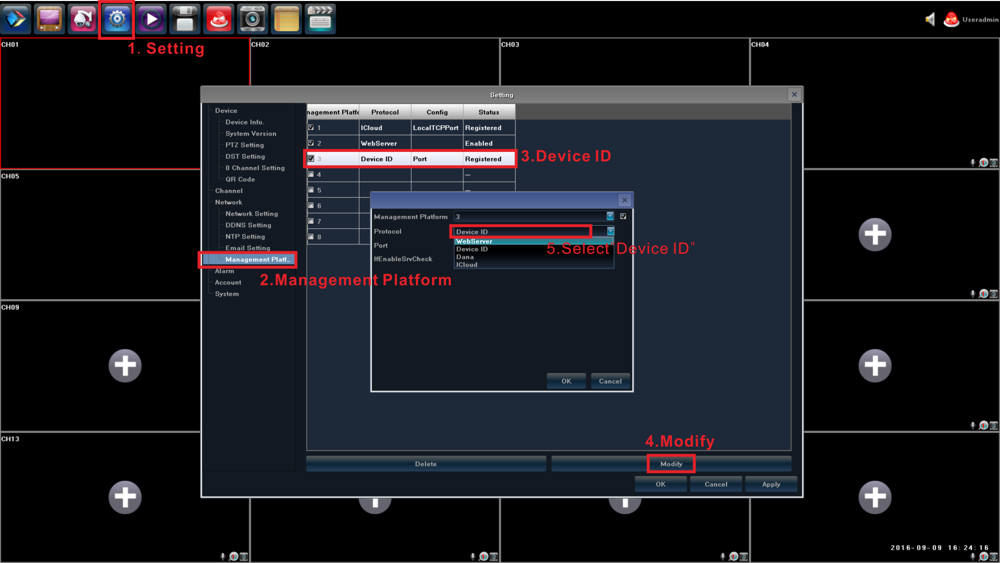 Useradmin
CH01
1. Setting
CH02
CH03
CH04
Setting
Device
Device Info.
System Version
PTZ Setting
DST Setting
0 Channel Setting
QR Code
Channel
Network
Network Setting
DDNS Setting
NTP Setting
Email Setting
Management Platf_
Alarm
Account
System
nagement Platfo Protocol Config Status
1 ICloud LocalTCPPort Registered
2 WebServer Enabled
3 Device ID Port Registered
3.Device ID
4 —
5 —
6
7
8
Management Platform 3
Protocol Device ID
WebServer
Port
Device ID
5.Select"Device ID"
Dana
IfEnableSrvCheck
ICloud
2.Management Platform
OK Cancel
4.Modify
Delete Modify
OK Cancel Apply
CH05
CH09
CH13
2016-09-09 16:24:16